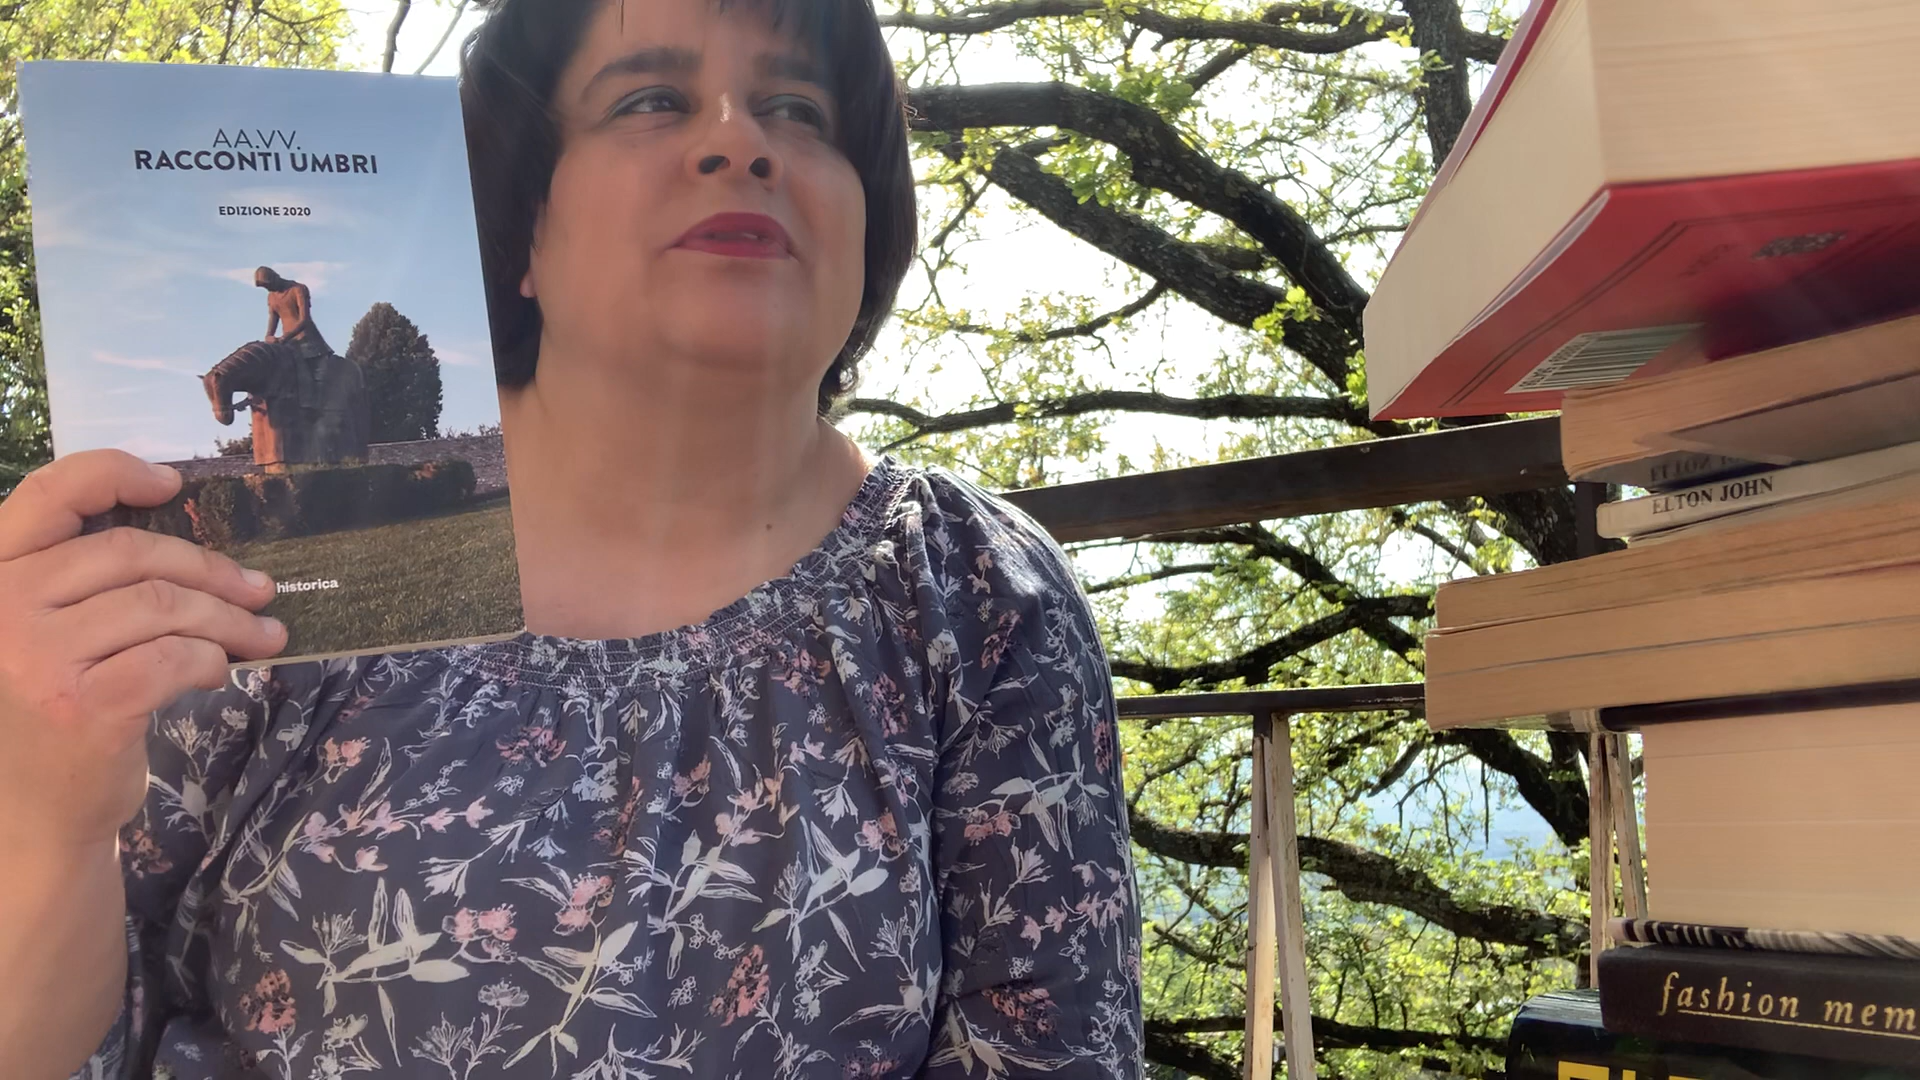 AA.VV.
RACCONTI UMBRI
EDIZIONE 2020
historica
ELTON JOHN
fashion mem